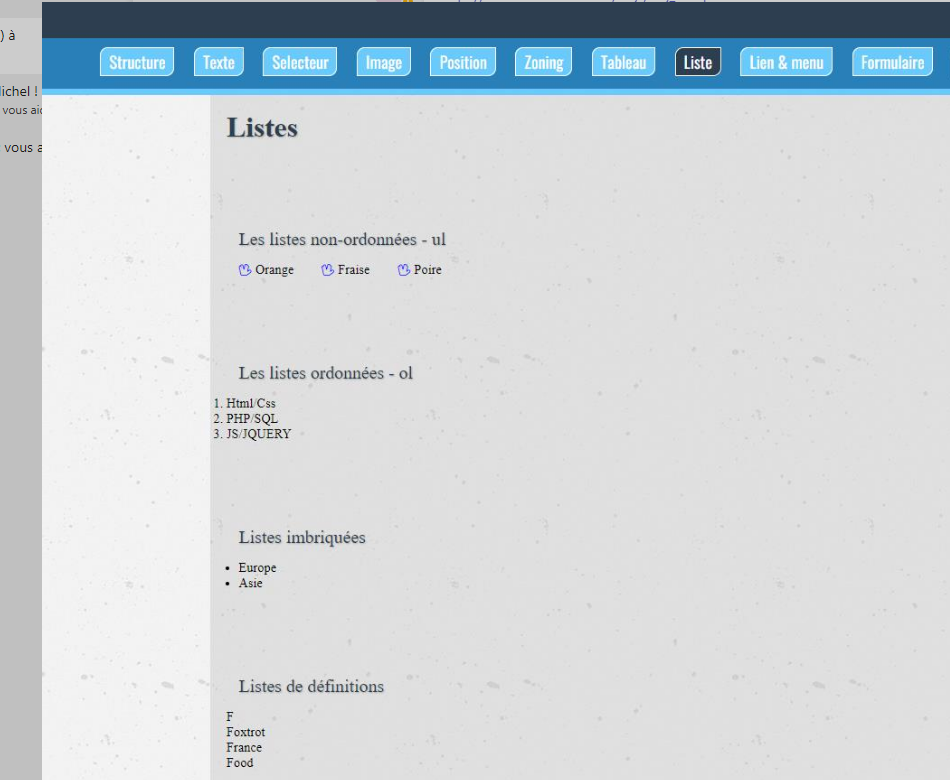 ) à
ichel !
vous aid
vous a
Structure Texte Selecteur Image Position Zoning Tableau Liste Lien & menu Formulaire
Listes
Les listes non-ordonnées - ul
Orange Fraise Poire
Les listes ordonnées - ol
1. Html/Css
2. PHP/SQL
3. JS/JQUERY
Listes imbriquées
• Europe
• Asie
Listes de définitions
F
Foxtrot
France
Food